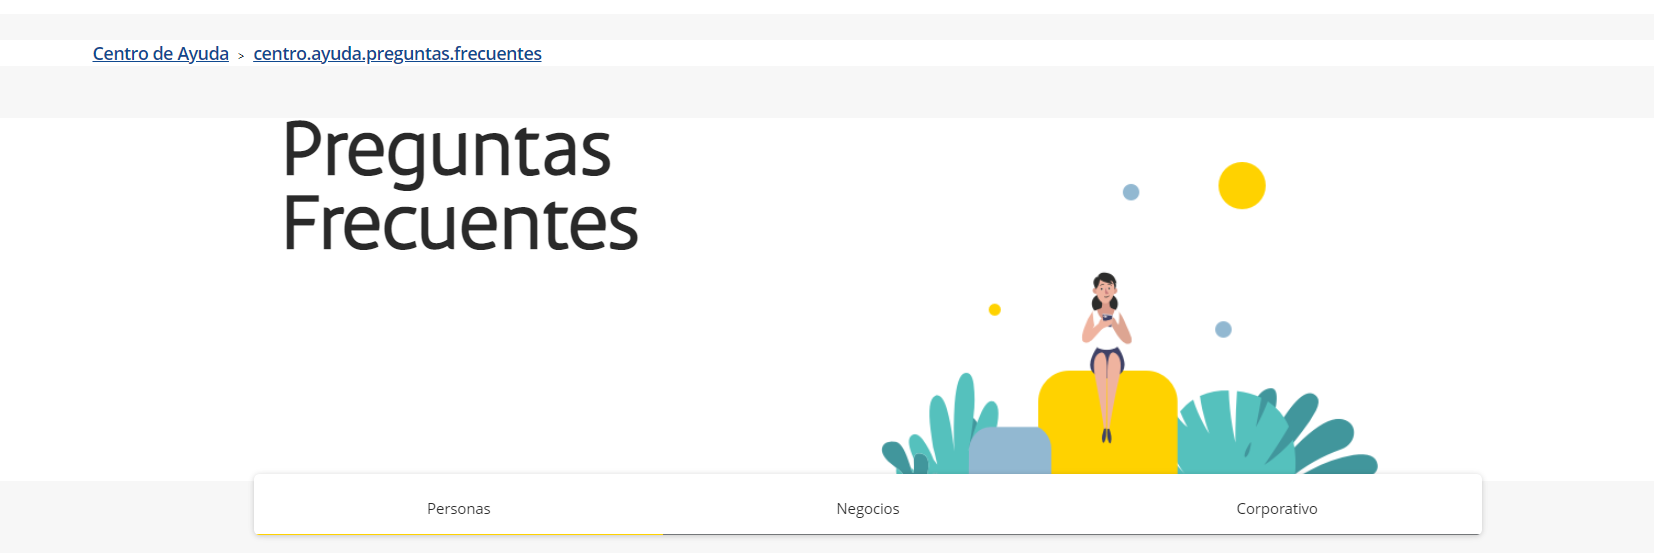 Centro de Ayuda > centro.ayuda.preguntas.frecuentes
Preguntas
Frecuentes
Personas Negocios Corporativo